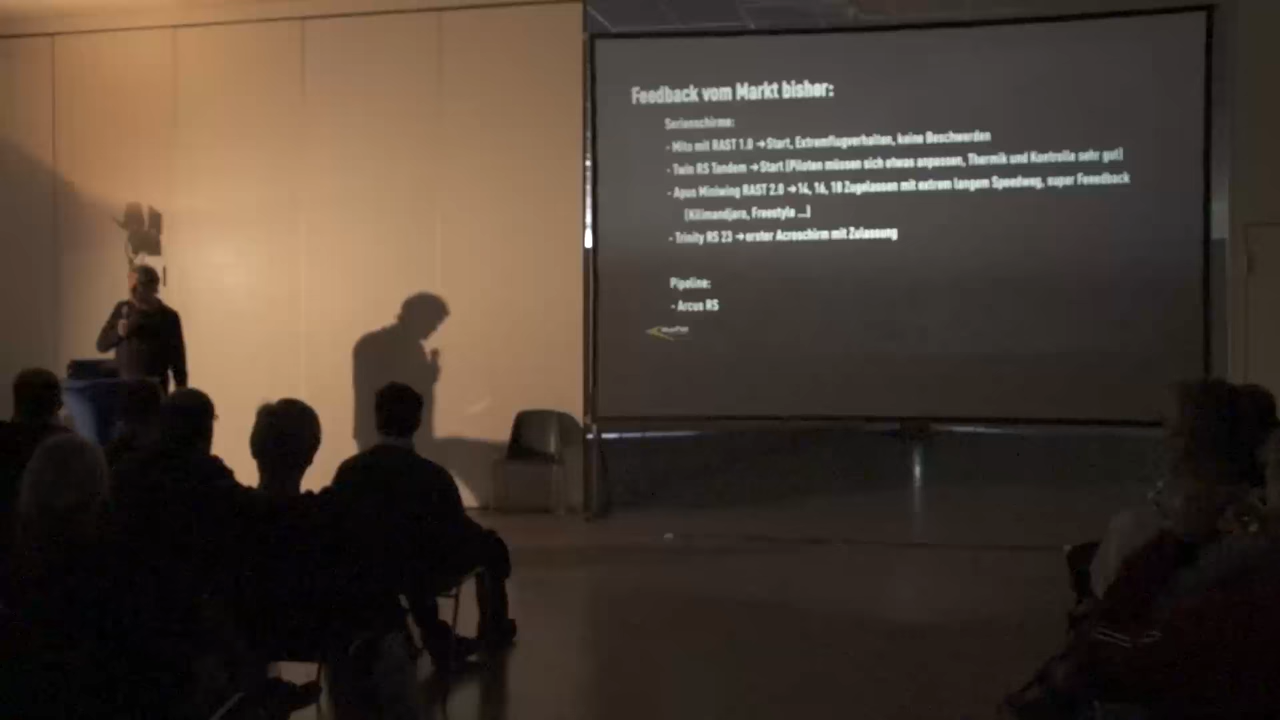 Feedback vom Markt bisher:
Serienschirme:
- Mito mit RAST 1.0 →Start, Extremflugverhalten, keine Beschwerden
- Twin RS Tandem →Start (Piloten müssen sich etwas anpassen, Thermik und Kontrolle sehr gut)
- Apus Miniwing RAST 2.0 →14, 16, 18 Zugelassen mit extrem langem Speedweg, super Feeedback
(Kilimandjaro, Freestyle ...)
- Trinity RS 23 →erster Acroschirm mit Zulassung
Pipeline:
- Arcus RS